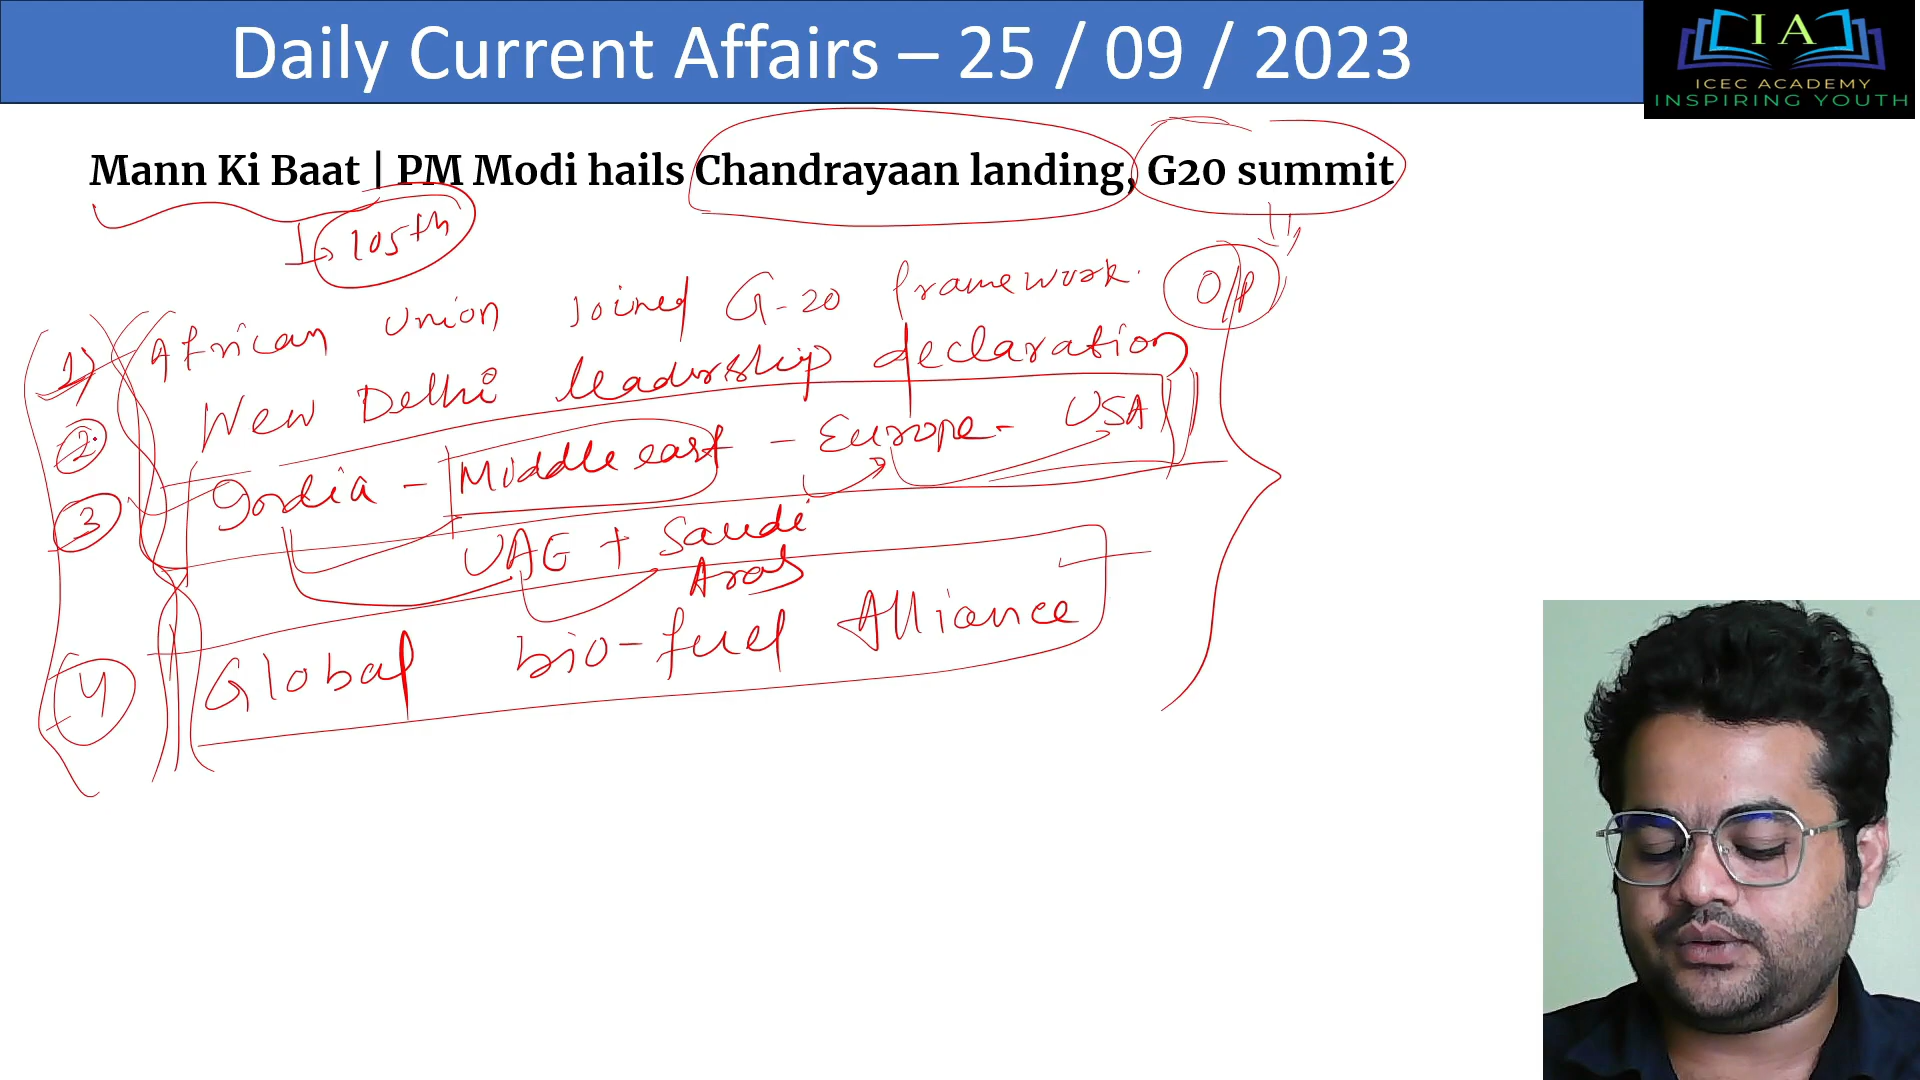 Daily Current Affairs – 25 / 09 / 2023
I A
ICEC ACADEMY
INSPIRING YOUTH
Mann Ki Baat | PM Modi hails Chandrayaan landing, G20 summit
105th
O/P
1) African Union Joined G-20 framework.
2. New Delhi leadership declaration
3 India - Middle east - Europe - USA
UAE + Saudi
Arab
4 Global bio-fuel Alliance